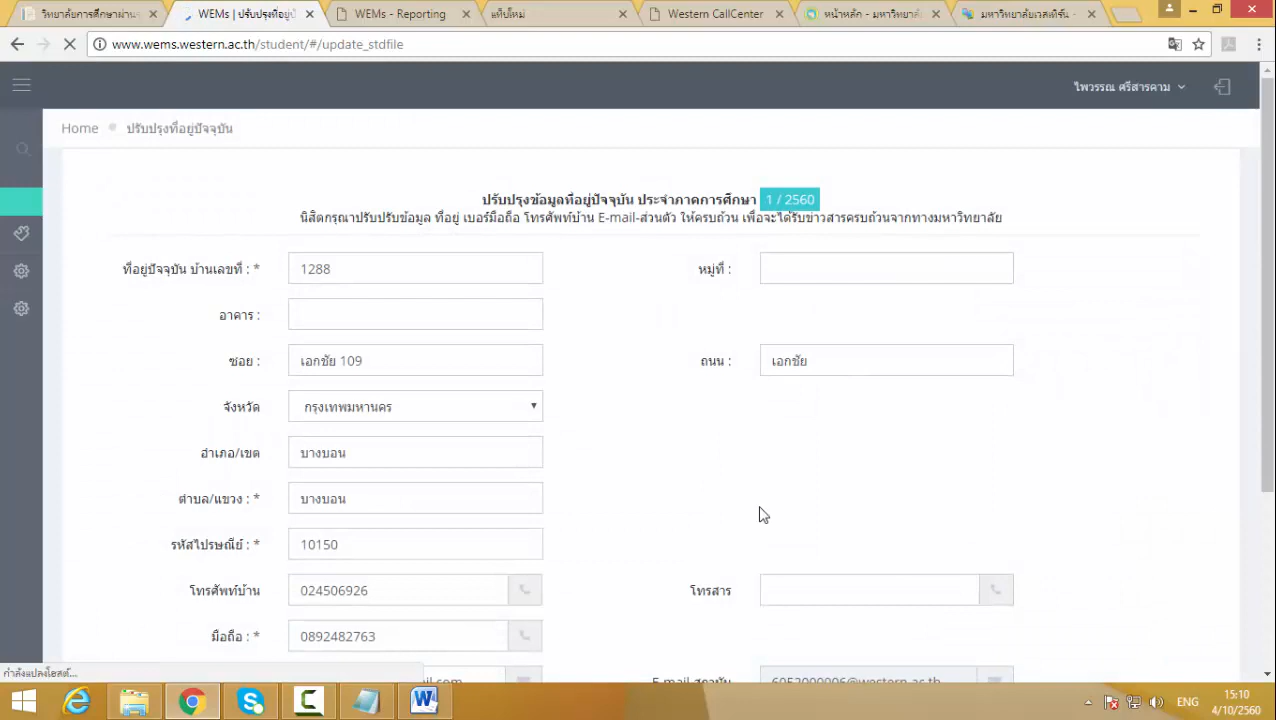 วิทยาลัยการศึกษาผ่าน
WEMs | ปรับปรุงที่อยู่ปั
WEMs - Reporting
แท็บใหม่
Western CallCenter
หน้าหลัก - มหาวิทยาลั
มหาวิทยาลัยเวสเทิร์น -
www.wems.western.ac.th/student/#/update_stdfile
ไพวรรณ ศรีสารคาม
Home ปรับปรุงที่อยู่ปัจจุบัน
ปรับปรุงข้อมูลที่อยู่ปัจจุบัน ประจำภาคการศึกษา 1 / 2560
นิสิตกรุณาปรับปรับข้อมูล ที่อยู่ เบอร์มือถือ โทรศัพท์บ้าน E-mail-ส่วนตัว ให้ครบถ้วน เพื่อจะได้รับข่าวสารครบถ้วนจากทางมหาวิทยาลัย
ที่อยู่ปัจจุบัน บ้านเลขที่ : * 1288 หมู่ที่ :
อาคาร :
ซอย : เอกชัย 109 ถนน : เอกชัย
จังหวัด กรุงเทพมหานคร
อำเภอ/เขต บางบอน
ตำบล/แขวง : * บางบอน
รหัสไปรษณีย์ : * 10150
โทรศัพท์บ้าน 024506926 โทรสาร
มือถือ : * 0892482763
E-mail สถาบัน 6052000006@western.ac.th
กำลังแปลงโฮสต์...
ENG
15:10
4/10/2560